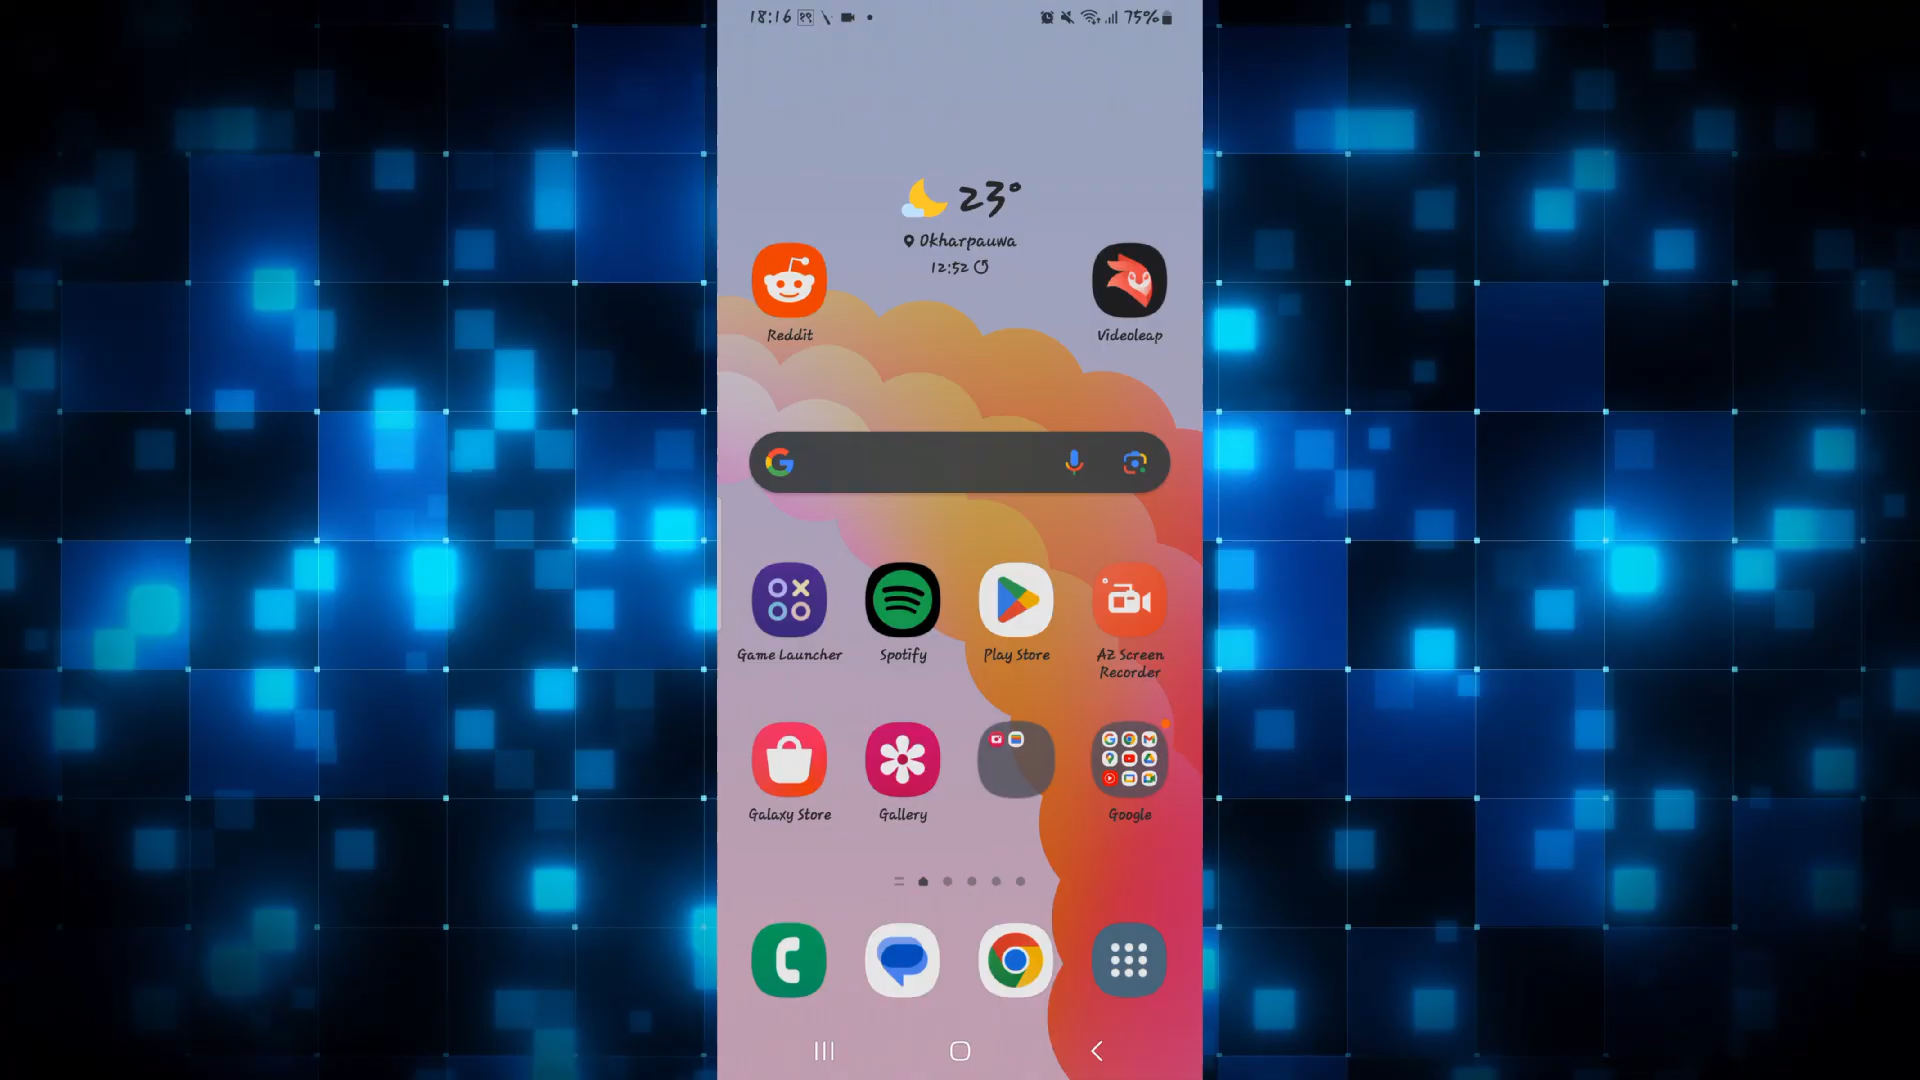 18:16 २९ 75%
23°
Okharpauwa
12:52
Reddit
Videoleap
Game Launcher
Spotify
Play Store
AZ Screen
Recorder
Galaxy Store
Gallery
Google